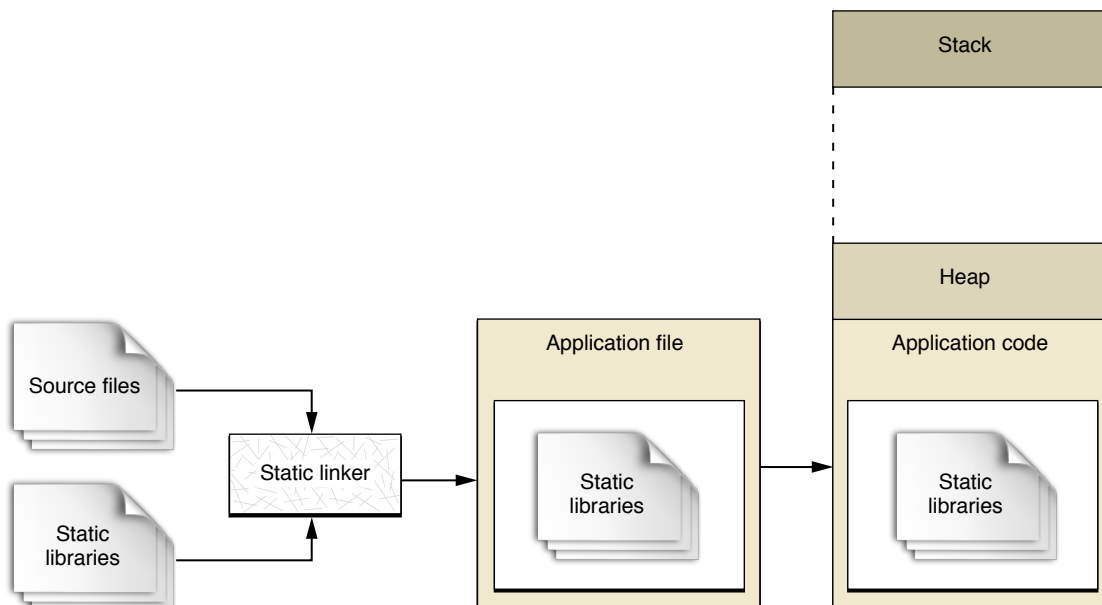 Stack
Heap
Application file
Application code
Source files
Static linker
Static
libraries
Static
libraries
Static
libraries